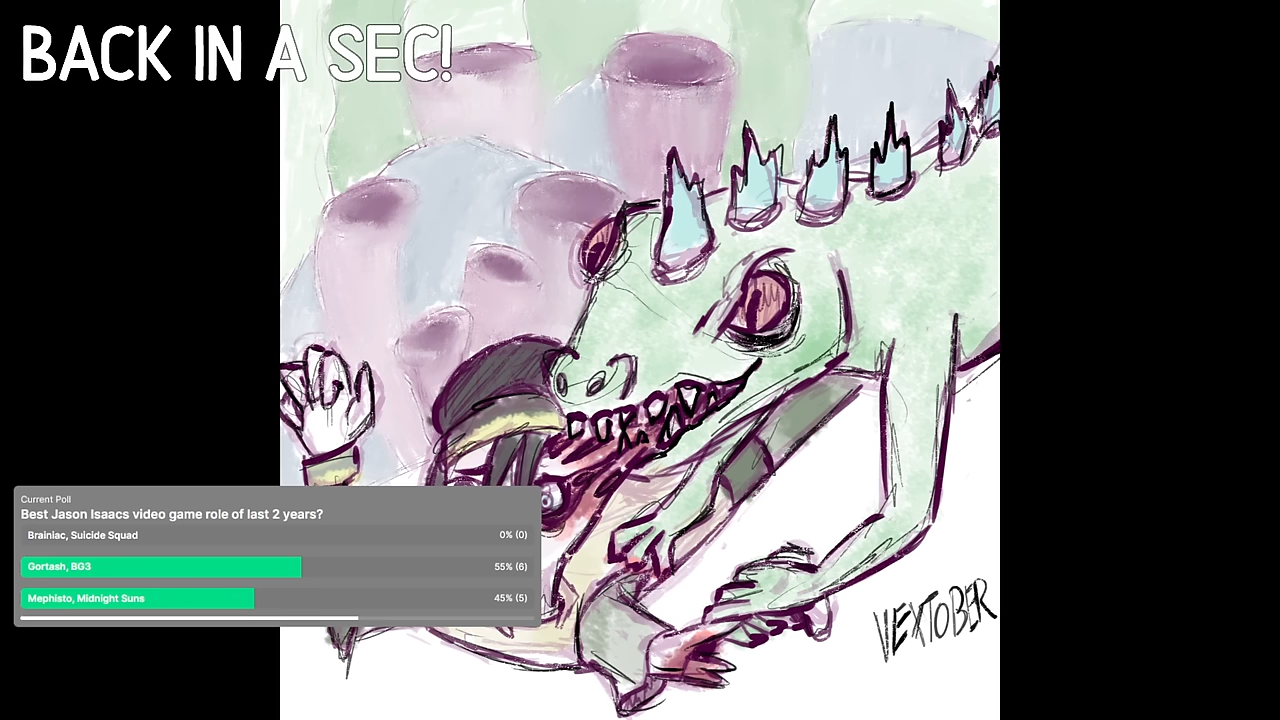 BACK IN A SEC!
Current Poll
Best Jason Isaacs video game role of last 2 years?
Brainiac, Suicide Squad 0% (0)
Gortash, BG3 55% (6)
Mephisto, Midnight Suns 45% (5)
VEXTOBER